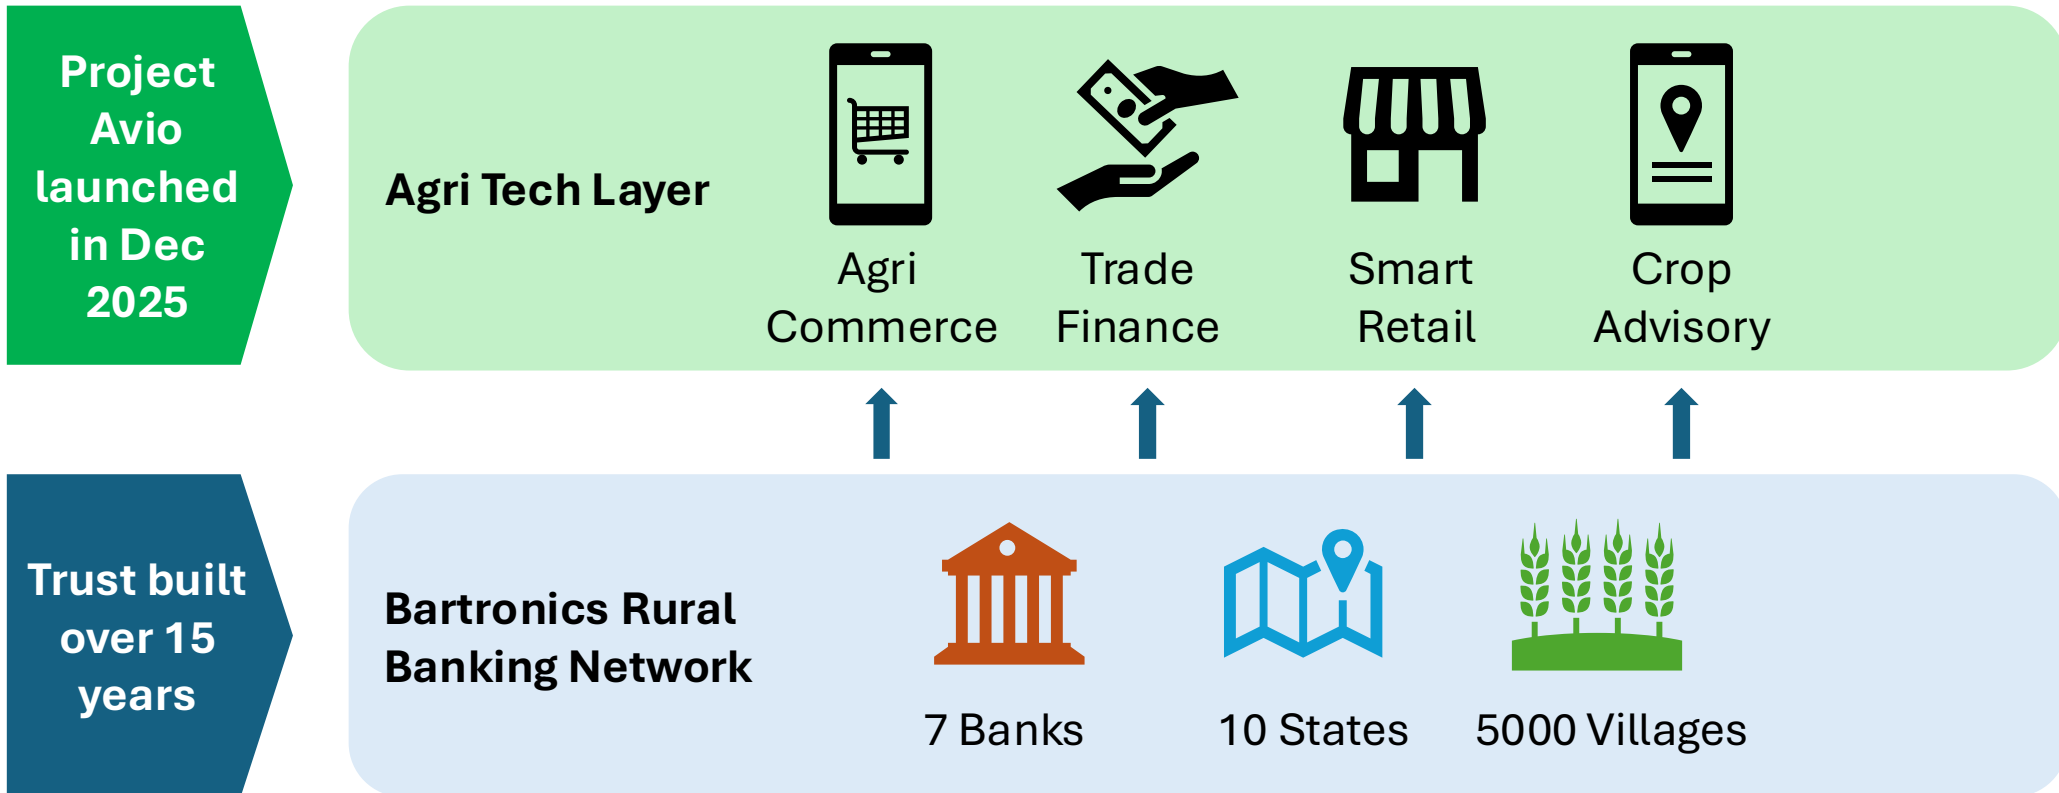 Project
Avio
launched
in Dec
2025
Agri Tech Layer
Agri
Commerce
Trade
Finance
Smart
Retail
Crop
Advisory
Trust built
over 15
years
Bartronics Rural
Banking Network
7 Banks
10 States
5000 Villages